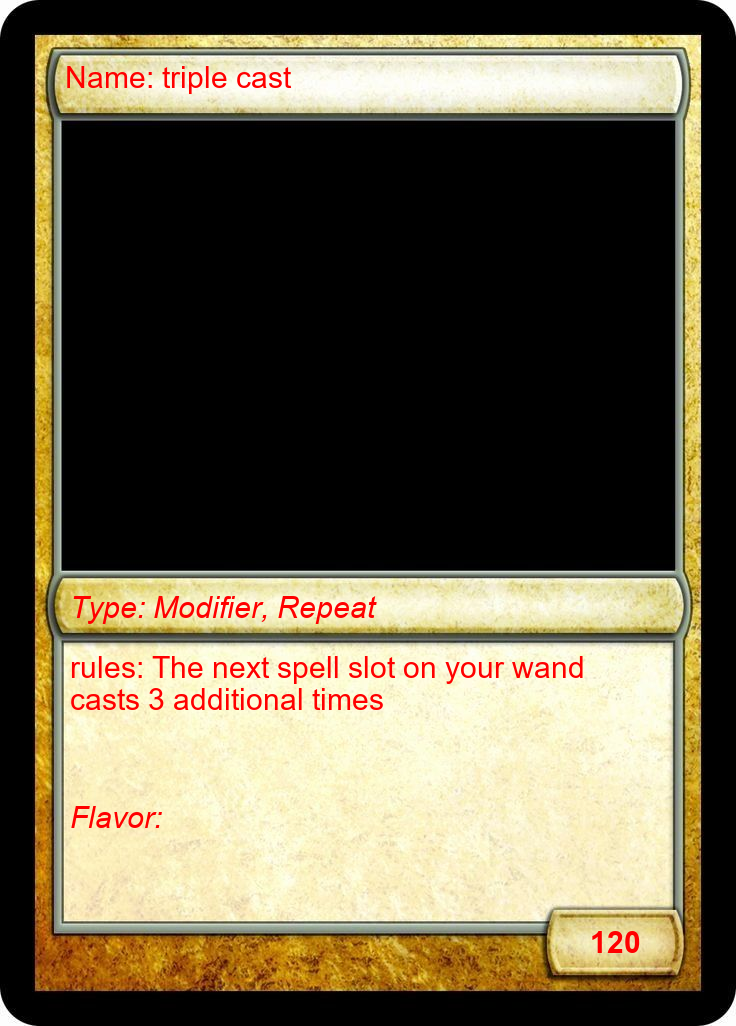 Name: triple cast
Type: Modifier, Repeat
rules: The next spell slot on your wand
casts 3 additional times
Flavor:
120